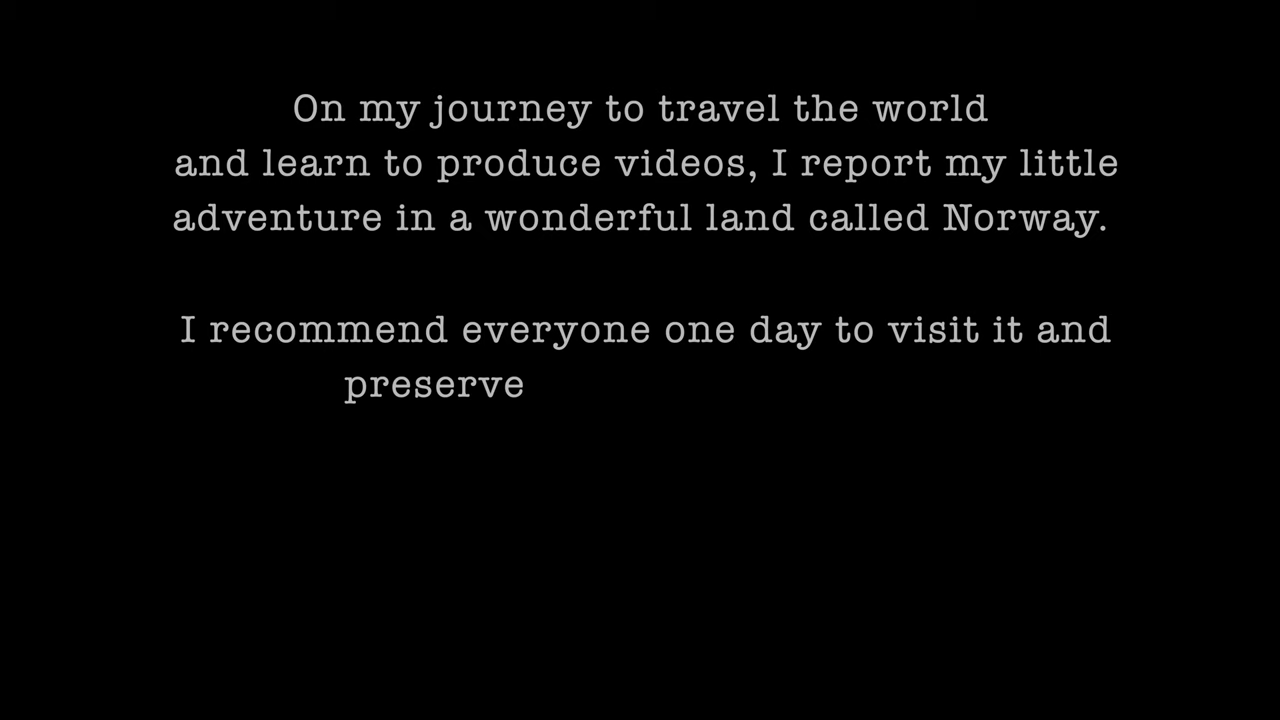 On my journey to travel the world
and learn to produce videos, I report my little
adventure in a wonderful land called Norway.
I recommend everyone one day to visit it and
preserve